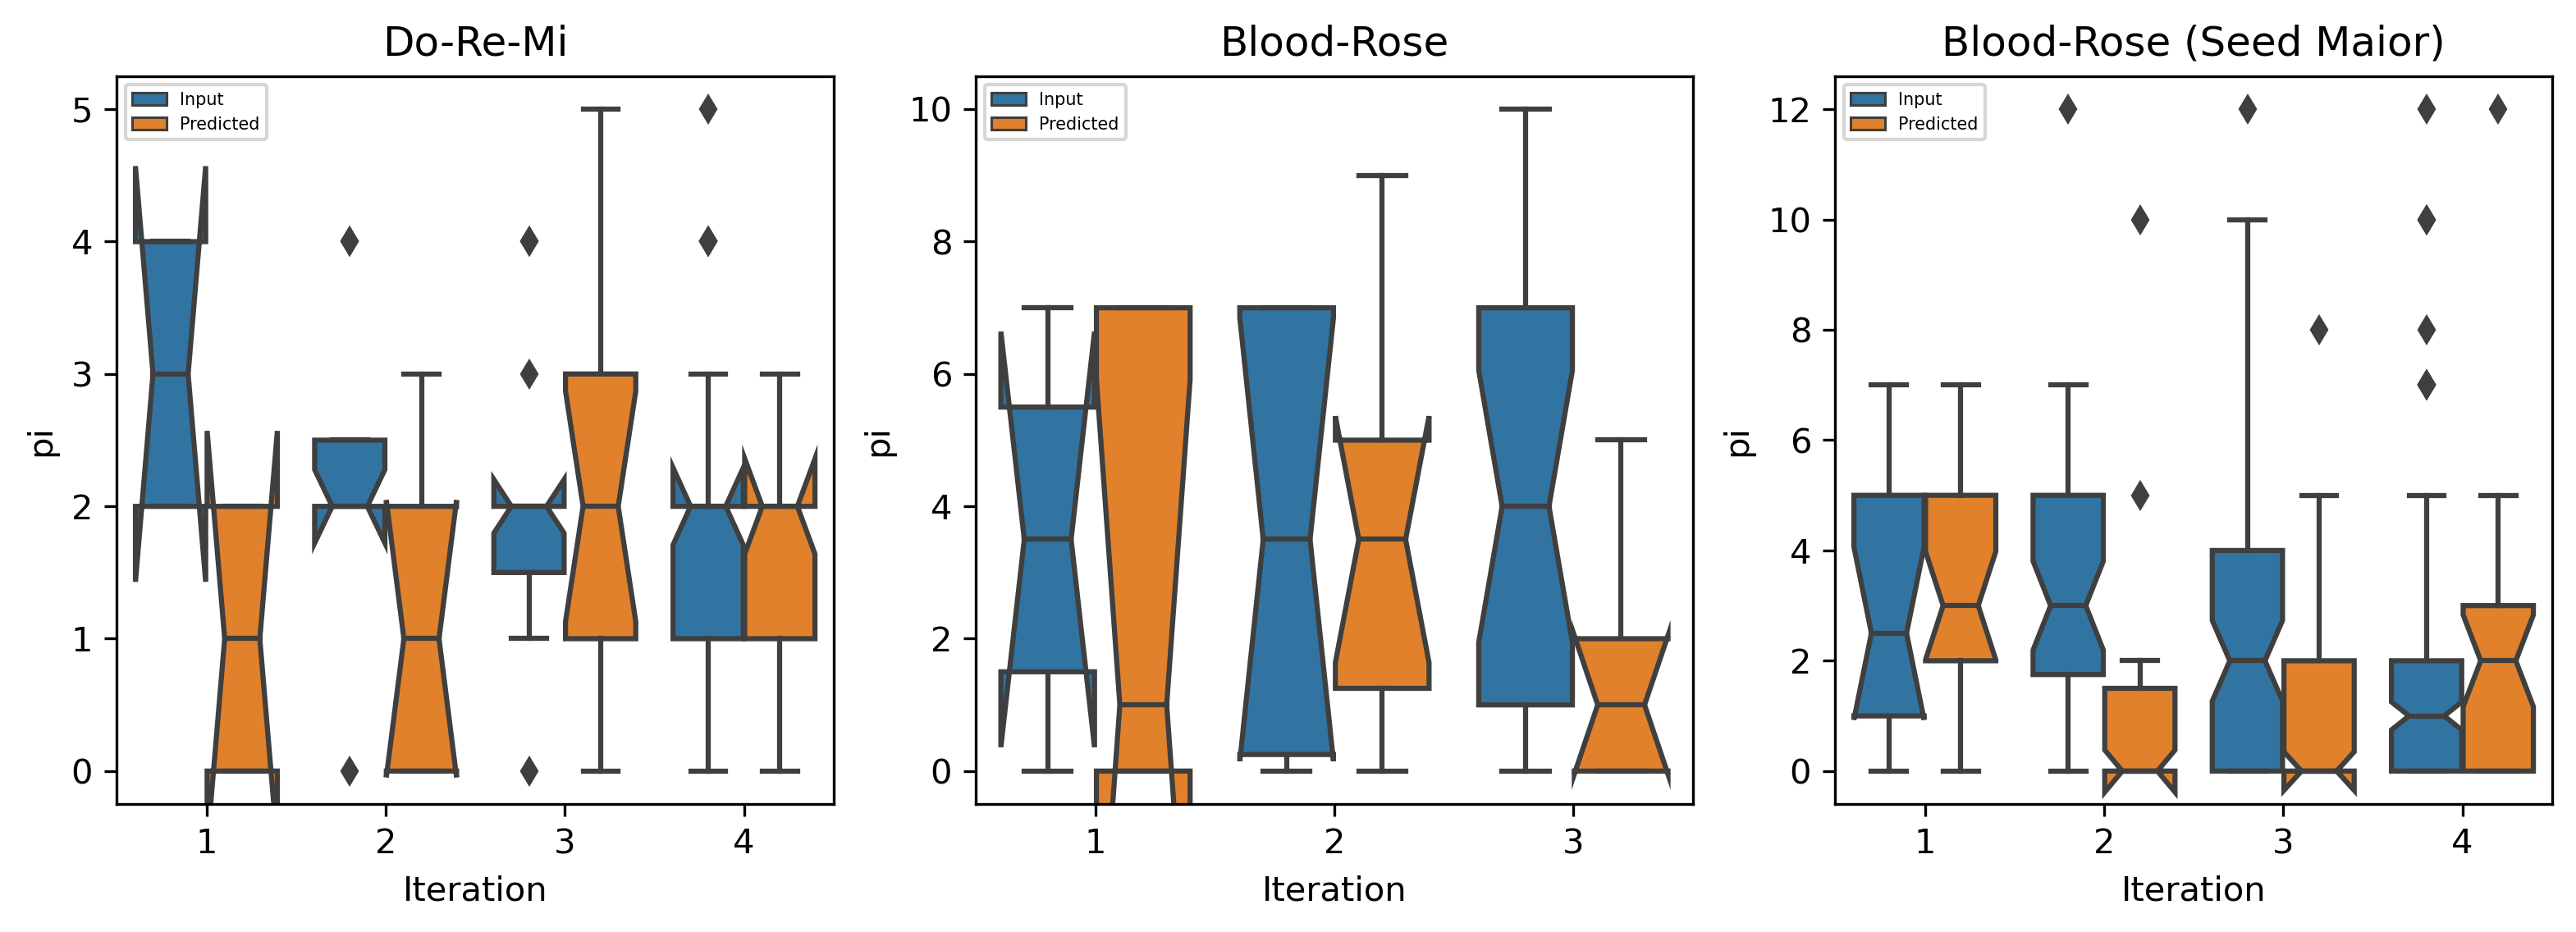 Do-Re-Mi
Input
Predicted
5
4
3
2
1
0
pi
1 2 3 4
Iteration
Blood-Rose
Input
Predicted
10
8
6
4
2
0
pi
1 2 3
Iteration
Blood-Rose (Seed Maior)
Input
Predicted
12
10
8
6
4
2
0
pi
1 2 3 4
Iteration